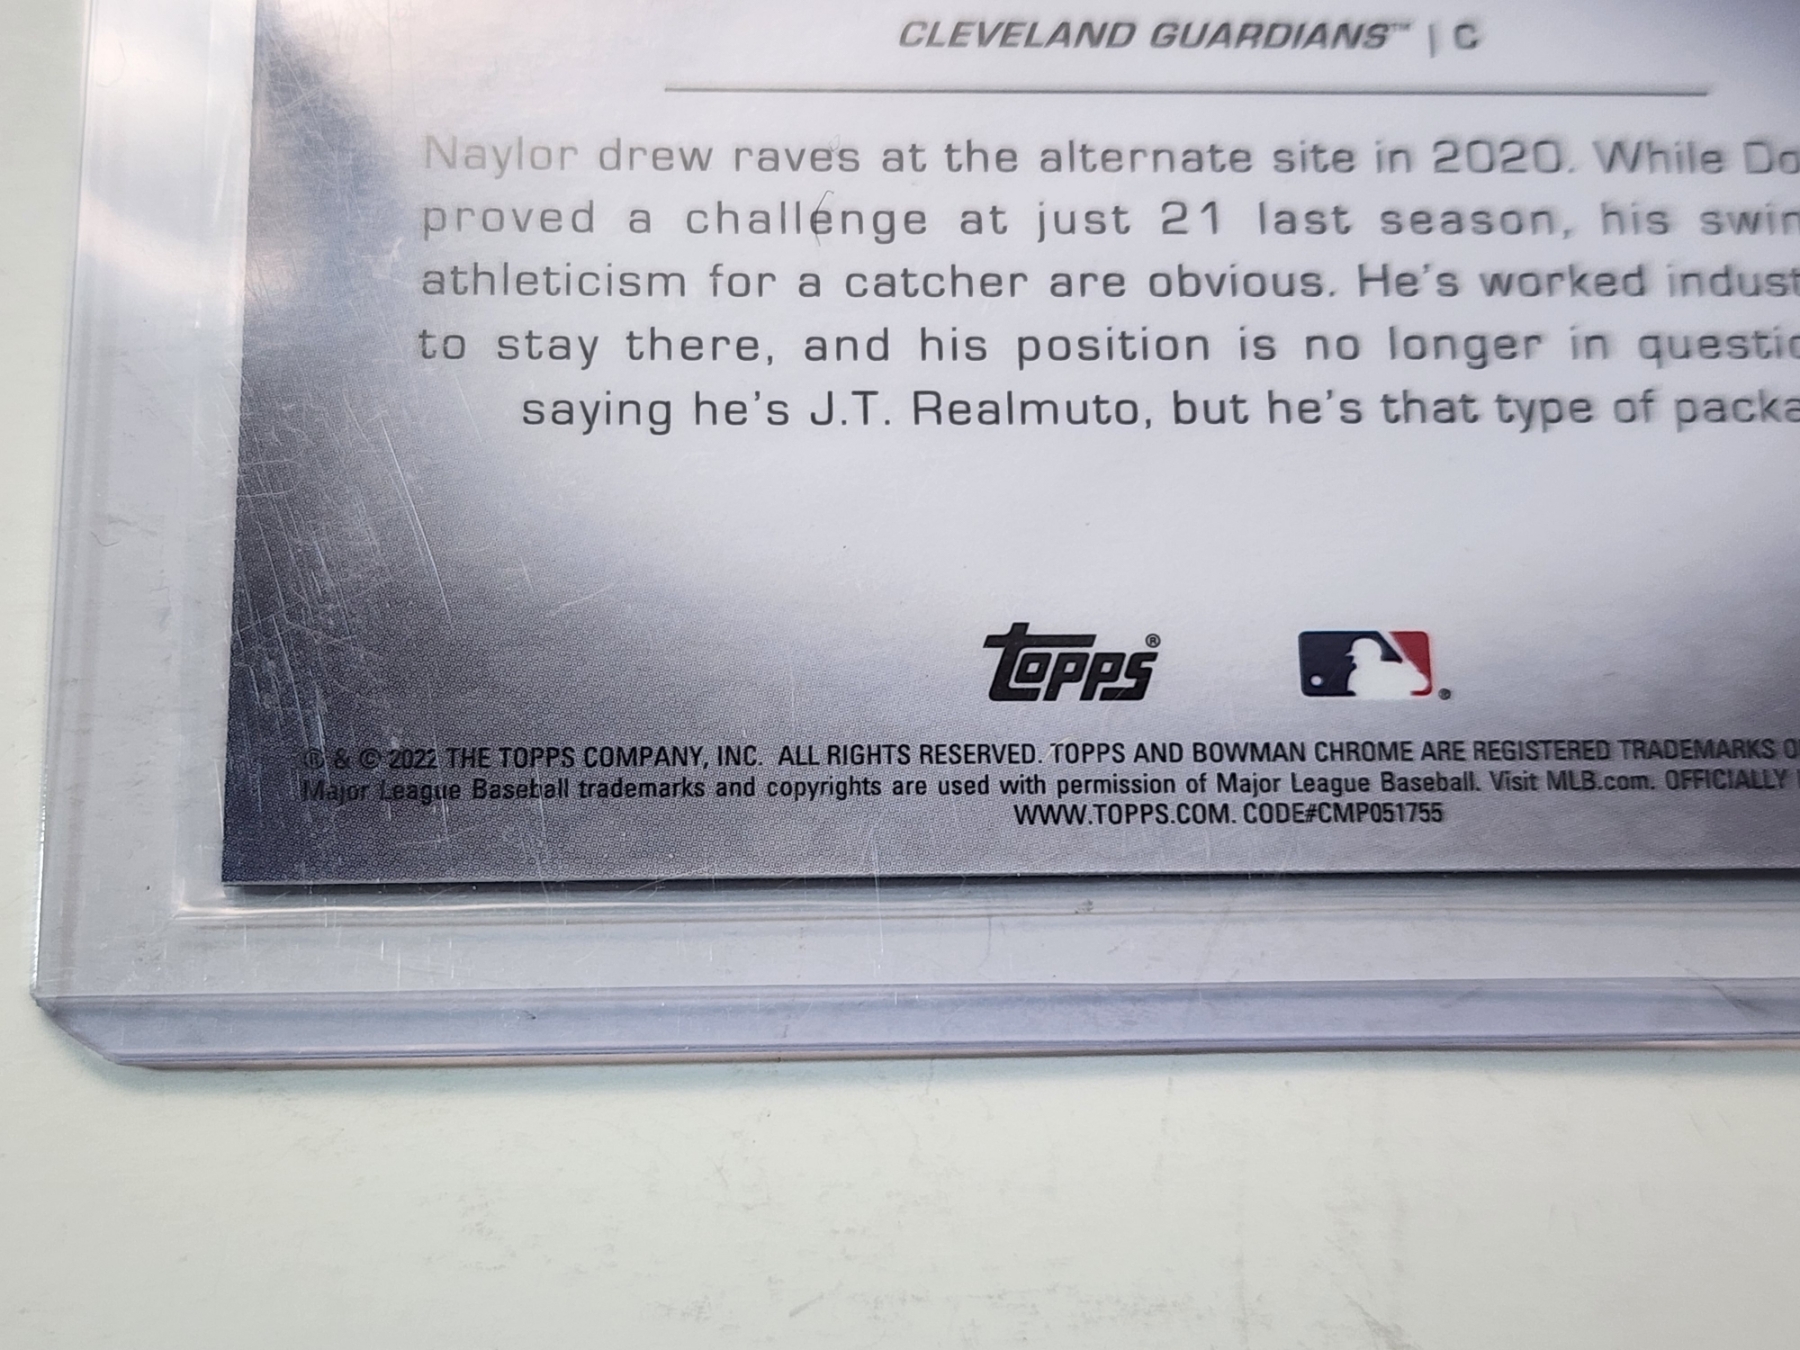 CLEVELAND GUARDIANS™ | C
Naylor drew raves at the alternate site in 2020. While Do
proved a challenge at just 21 last season, his swin
athleticism for a catcher are obvious. He's worked indust
to stay there, and his position is no longer in questio
saying he's J.T. Realmuto, but he's that type of packa
TOPPS®
® & © 2022 THE TOPPS COMPANY, INC. ALL RIGHTS RESERVED. TOPPS AND BOWMAN CHROME ARE REGISTERED TRADEMARKS O
Major League Baseball trademarks and copyrights are used with permission of Major League Baseball. Visit MLB.com. OFFICIALLY
WWW.TOPPS.COM. CODE#CMP051755